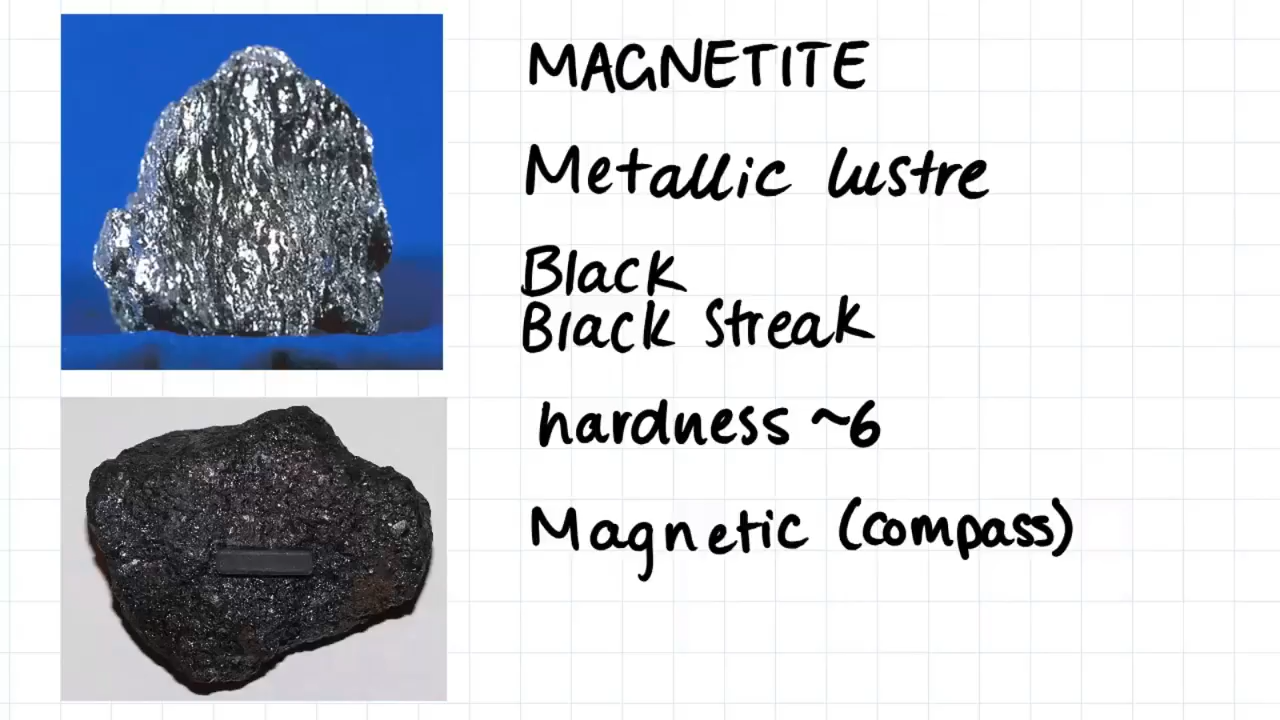 MAGNETITE
Metallic lustre
Black
Black Streak
hardness ~6
Magnetic (compass)